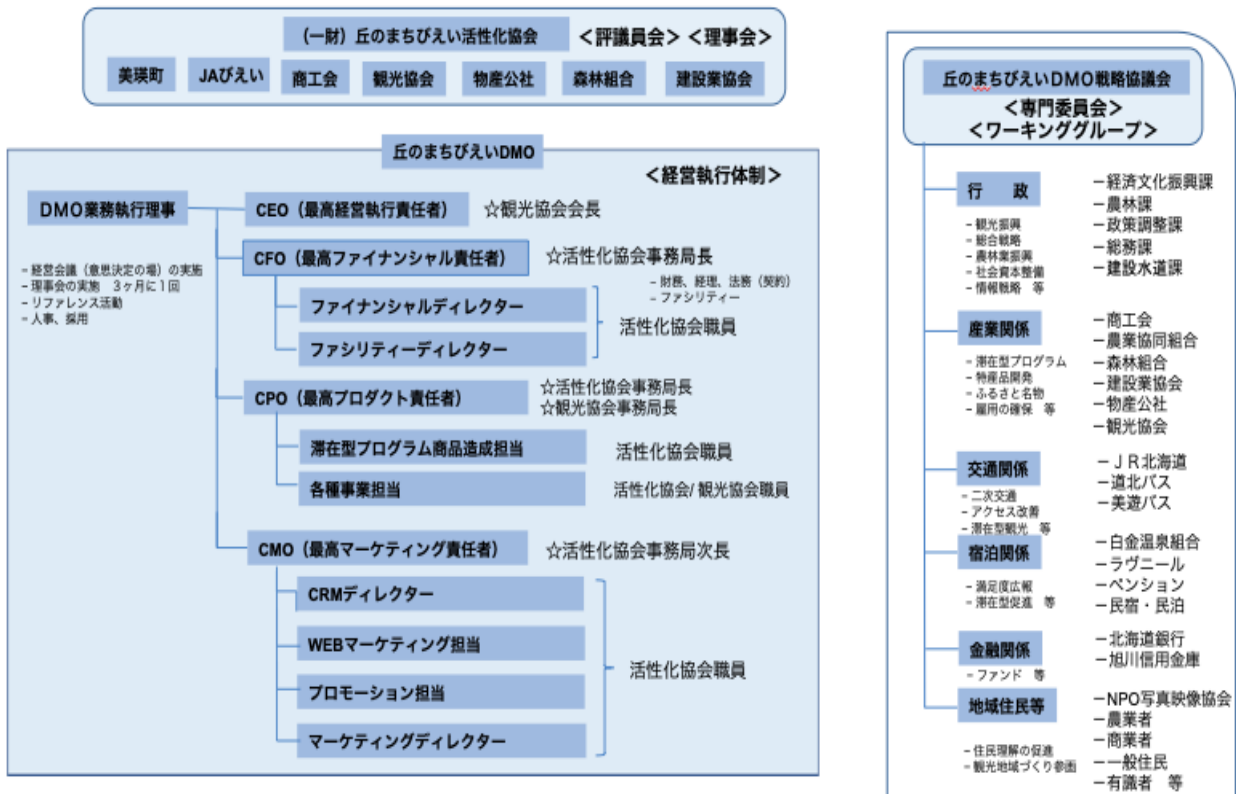 （一財）丘のまちびえい活性化協会　＜評議員会＞＜理事会＞
美瑛町　JAびえい　商工会　観光協会　物産公社　森林組合　建設業協会
丘のまちびえいDMO
＜経営執行体制＞
DMO業務執行理事
－経営会議（意思決定の場）の実施
－理事会の実施　3ヶ月に1回
－リファレンス活動
－人事、採用
CEO（最高経営執行責任者）　☆観光協会会長
CFO（最高ファイナンシャル責任者）　☆活性化協会事務局長
－財務、経理、法務（契約）
－ファシリティー
ファイナンシャルディレクター
ファシリティーディレクター
活性化協会職員
CPO（最高プロダクト責任者）
☆活性化協会事務局長
☆観光協会事務局長
滞在型プログラム商品造成担当　活性化協会職員
各種事業担当　活性化協会/ 観光協会職員
CMO（最高マーケティング責任者）　☆活性化協会事務局次長
CRMディレクター
WEBマーケティング担当
プロモーション担当
マーケティングディレクター
活性化協会職員
丘のまちびえいDMO戦略協議会
＜専門委員会＞
＜ワーキンググループ＞
行　政
－観光振興
－総合戦略
－農林業振興
－社会資本整備
－情報戦略　等
－経済文化振興課
－農林課
－政策調整課
－総務課
－建設水道課
産業関係
－滞在型プログラム
－特産品開発
－ふるさと名物
－雇用の確保　等
－商工会
－農業協同組合
－森林組合
－建設業協会
－物産公社
－観光協会
交通関係
－二次交通
－アクセス改善
－滞在型観光　等
－ＪＲ北海道
－道北バス
－美遊バス
宿泊関係
－満足度広報
－滞在型促進　等
－白金温泉組合
－ラヴニール
－ペンション
－民宿・民泊
金融関係
－ファンド　等
－北海道銀行
－旭川信用金庫
地域住民等
－住民理解の促進
－観光地域づくり参画
－NPO写真映像協会
－農業者
－商業者
－一般住民
－有識者　等